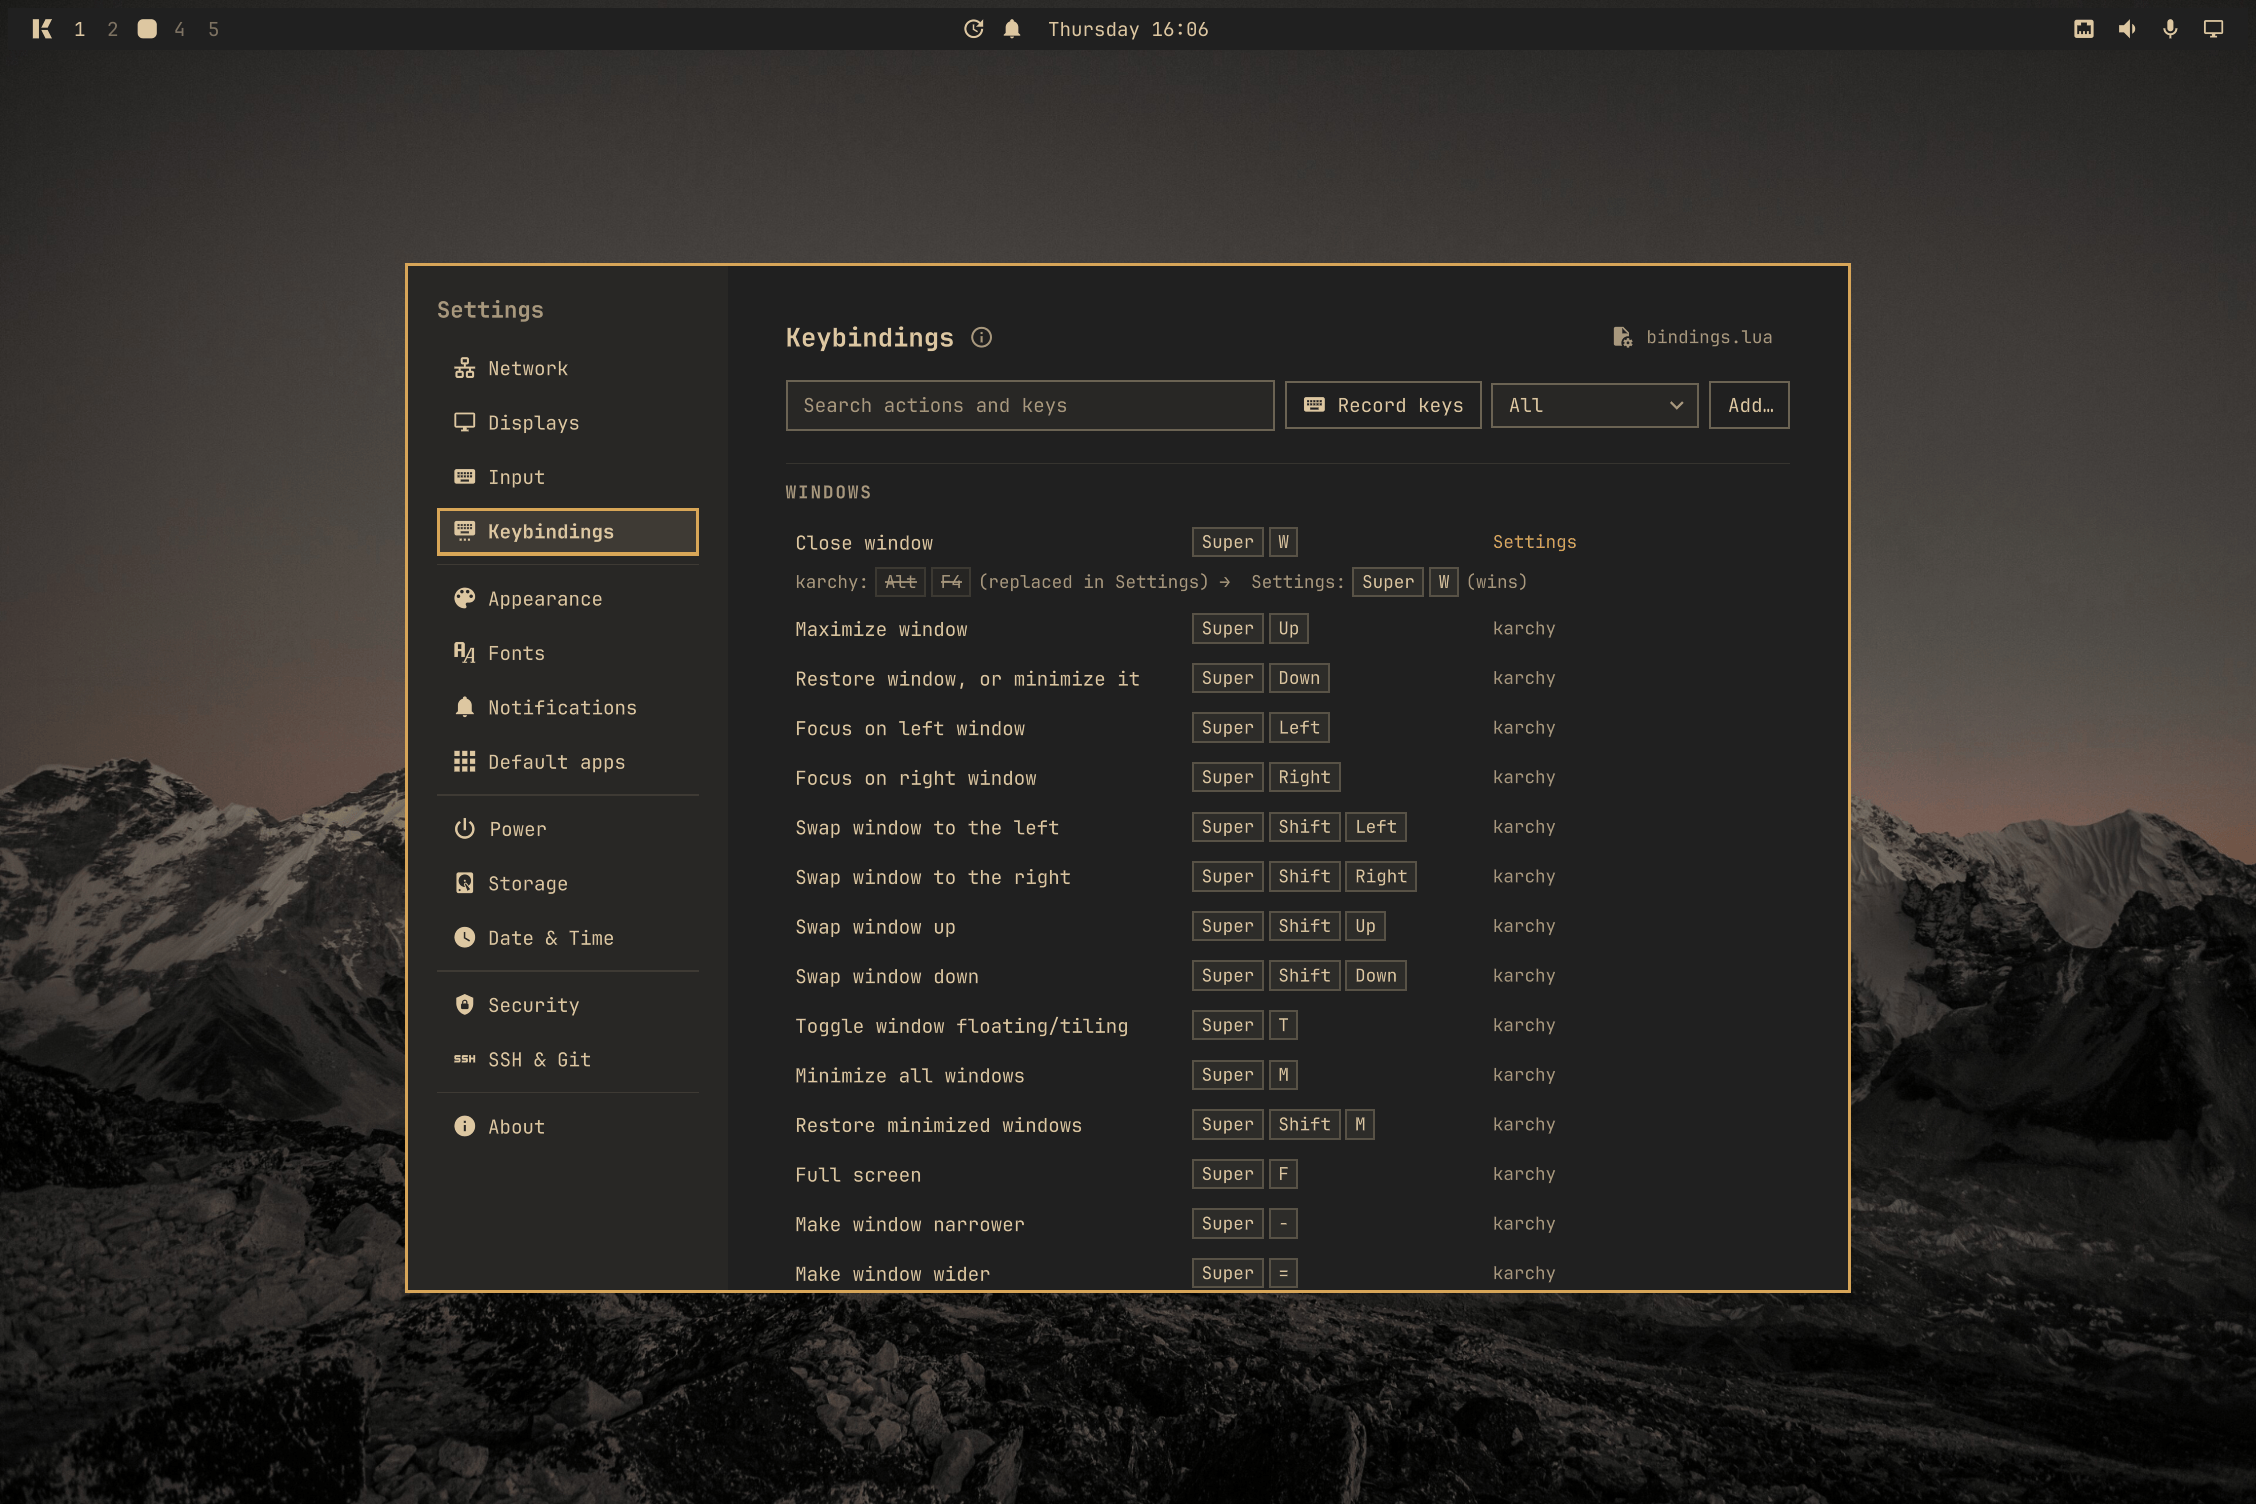 K 1 2 4 5
Thursday 16:06
Settings
Network
Displays
Input
Keybindings
Appearance
Fonts
Notifications
Default apps
Power
Storage
Date & Time
Security
SSH SSH & Git
About
Keybindings
bindings.lua
Search actions and keys
Record keys
All
Add…
WINDOWS
Close window Super W Settings
karchy: Alt F4 (replaced in Settings) → Settings: Super W (wins)
Maximize window Super Up karchy
Restore window, or minimize it Super Down karchy
Focus on left window Super Left karchy
Focus on right window Super Right karchy
Swap window to the left Super Shift Left karchy
Swap window to the right Super Shift Right karchy
Swap window up Super Shift Up karchy
Swap window down Super Shift Down karchy
Toggle window floating/tiling Super T karchy
Minimize all windows Super M karchy
Restore minimized windows Super Shift M karchy
Full screen Super F karchy
Make window narrower Super - karchy
Make window wider Super = karchy